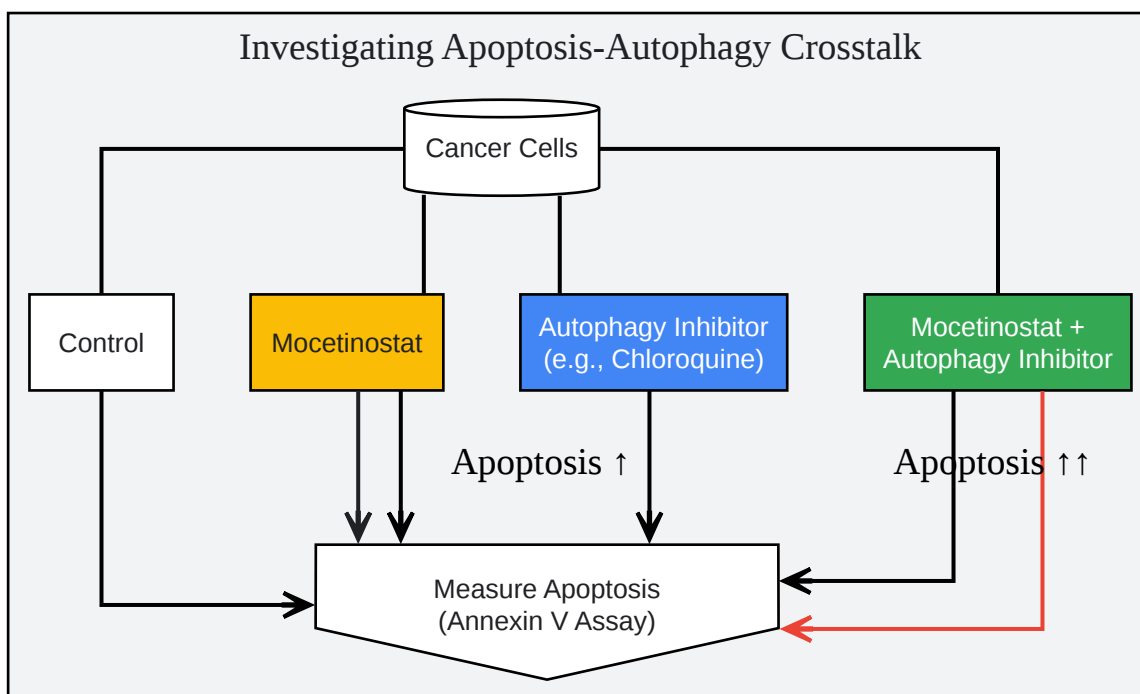 Investigating Apoptosis-Autophagy Crosstalk
Cancer Cells
Control
Mocetinostat
Autophagy Inhibitor
(e.g., Chloroquine)
Mocetinostat +
Autophagy Inhibitor
Apoptosis ↑
Apoptosis ↑↑
Measure Apoptosis
(Annexin V Assay)